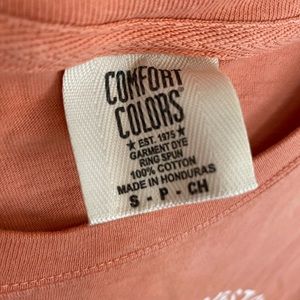 COMFORT
COLORS®
★ EST. 1975 ★
GARMENT DYE
RING SPUN
100% COTTON
MADE IN HONDURAS
S - P - CH